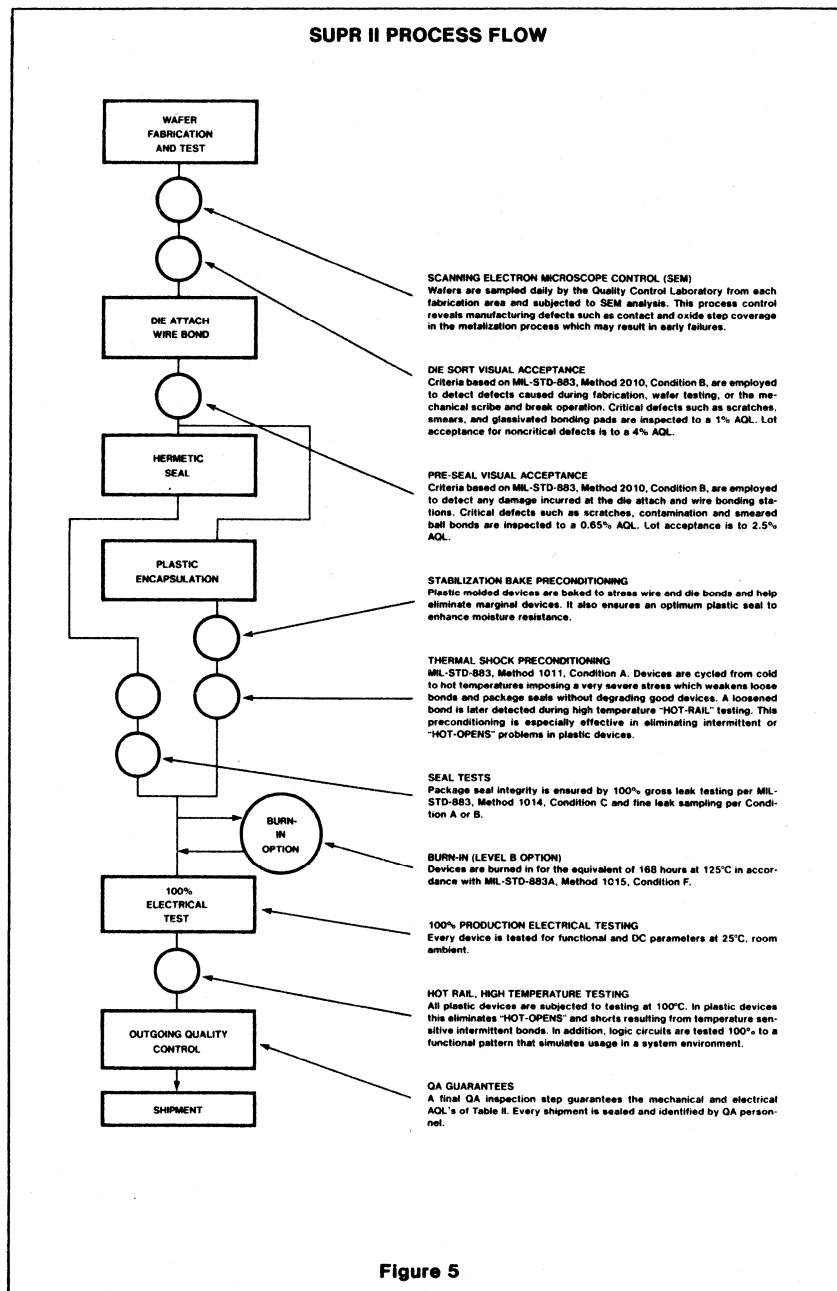 SUPR II PROCESS FLOW
WAFER
FABRICATION
AND TEST
DIE ATTACH
WIRE BOND
HERMETIC
SEAL
PLASTIC
ENCAPSULATION
BURN-
IN
OPTION
100%
ELECTRICAL
TEST
OUTGOING QUALITY
CONTROL
SHIPMENT
SCANNING ELECTRON MICROSCOPE CONTROL (SEM)
Wafers are sampled daily by the Quality Control Laboratory from each
fabrication area and subjected to SEM analysis. This process control
reveals manufacturing defects such as contact and oxide step coverage
in the metalization process which may result in early failures.
DIE SORT VISUAL ACCEPTANCE
Criteria based on MIL-STD-883, Method 2010, Condition B, are employed
to detect defects caused during fabrication, wafer testing, or the me-
chanical scribe and break operation. Critical defects such as scratches,
smears, and glassivated bonding pads are inspected to a 1% AQL. Lot
acceptance for noncritical defects is to a 4% AQL.
PRE-SEAL VISUAL ACCEPTANCE
Criteria based on MIL-STD-883, Method 2010, Condition B, are employed
to detect any damage incurred at the die attach and wire bonding sta-
tions. Critical defects such as scratches, contamination and smeared
ball bonds are inspected to a 0.65% AQL. Lot acceptance is to 2.5%
AQL.
STABILIZATION BAKE PRECONDITIONING
Plastic molded devices are baked to stress wire and die bonds and help
eliminate marginal devices. It also ensures an optimum plastic seal to
enhance moisture resistance.
THERMAL SHOCK PRECONDITIONING
MIL-STD-883, Method 1011, Condition A. Devices are cycled from cold
to hot temperatures imposing a very severe stress which weakens loose
bonds and package seals without degrading good devices. A loosened
bond is later detected during high temperature "HOT-RAIL" testing. This
preconditioning is especially effective in eliminating intermittent or
"HOT-OPENS" problems in plastic devices.
SEAL TESTS
Package seal integrity is ensured by 100% gross leak testing per MIL-
STD-883, Method 1014, Condition C and fine leak sampling per Condi-
tion A or B.
BURN-IN (LEVEL B OPTION)
Devices are burned in for the equivalent of 168 hours at 125°C in accor-
dance with MIL-STD-883A, Method 1015, Condition F.
100% PRODUCTION ELECTRICAL TESTING
Every device is tested for functional and DC parameters at 25°C, room
ambient.
HOT RAIL, HIGH TEMPERATURE TESTING
All plastic devices are subjected to testing at 100°C. In plastic devices
this eliminates "HOT-OPENS" and shorts resulting from temperature sen-
sitive intermittent bonds. In addition, logic circuits are tested 100% to a
functional pattern that simulates usage in a system environment.
QA GUARANTEES
A final QA inspection step guarantees the mechanical and electrical
AQL's of Table II. Every shipment is sealed and identified by QA person-
nel.
Figure 5